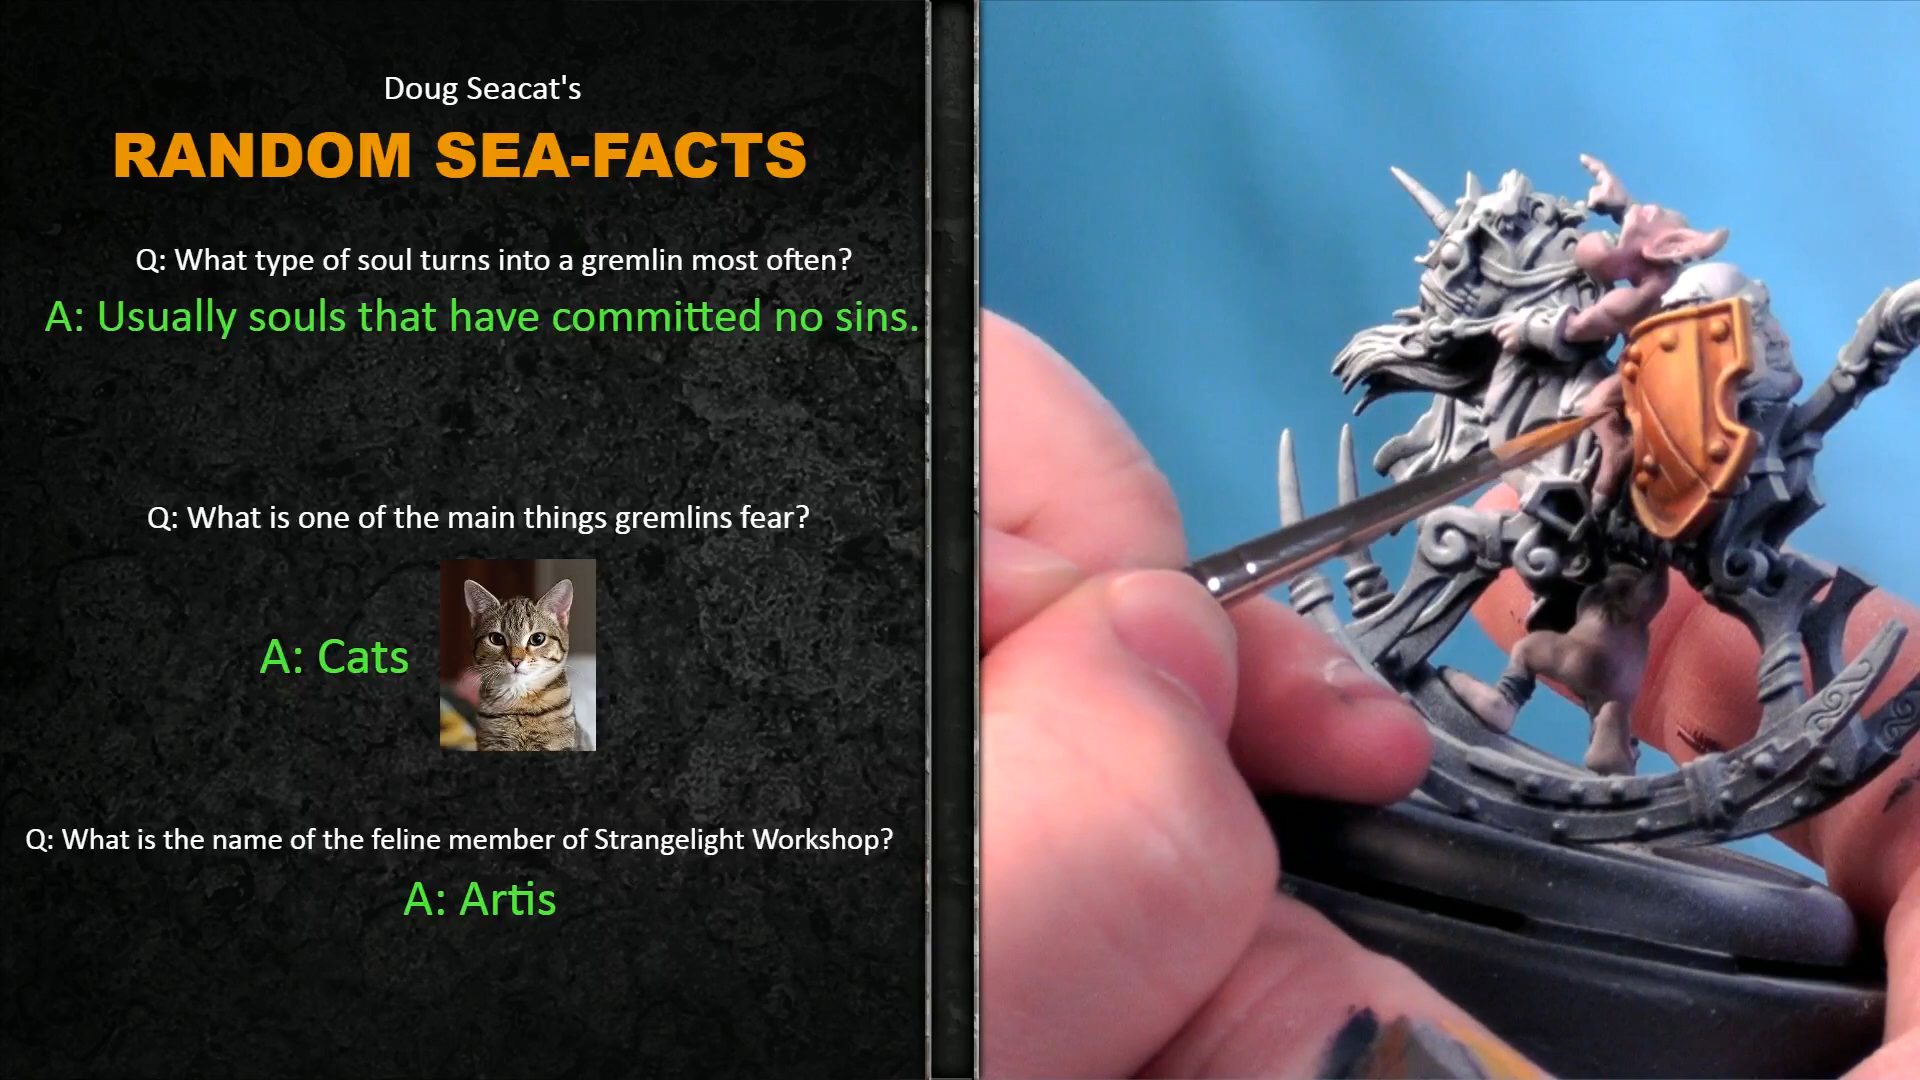 Doug Seacat's
RANDOM SEA-FACTS
Q: What type of soul turns into a gremlin most often?
A: Usually souls that have committed no sins.
Q: What is one of the main things gremlins fear?
A: Cats
Q: What is the name of the feline member of Strangelight Workshop?
A: Artis